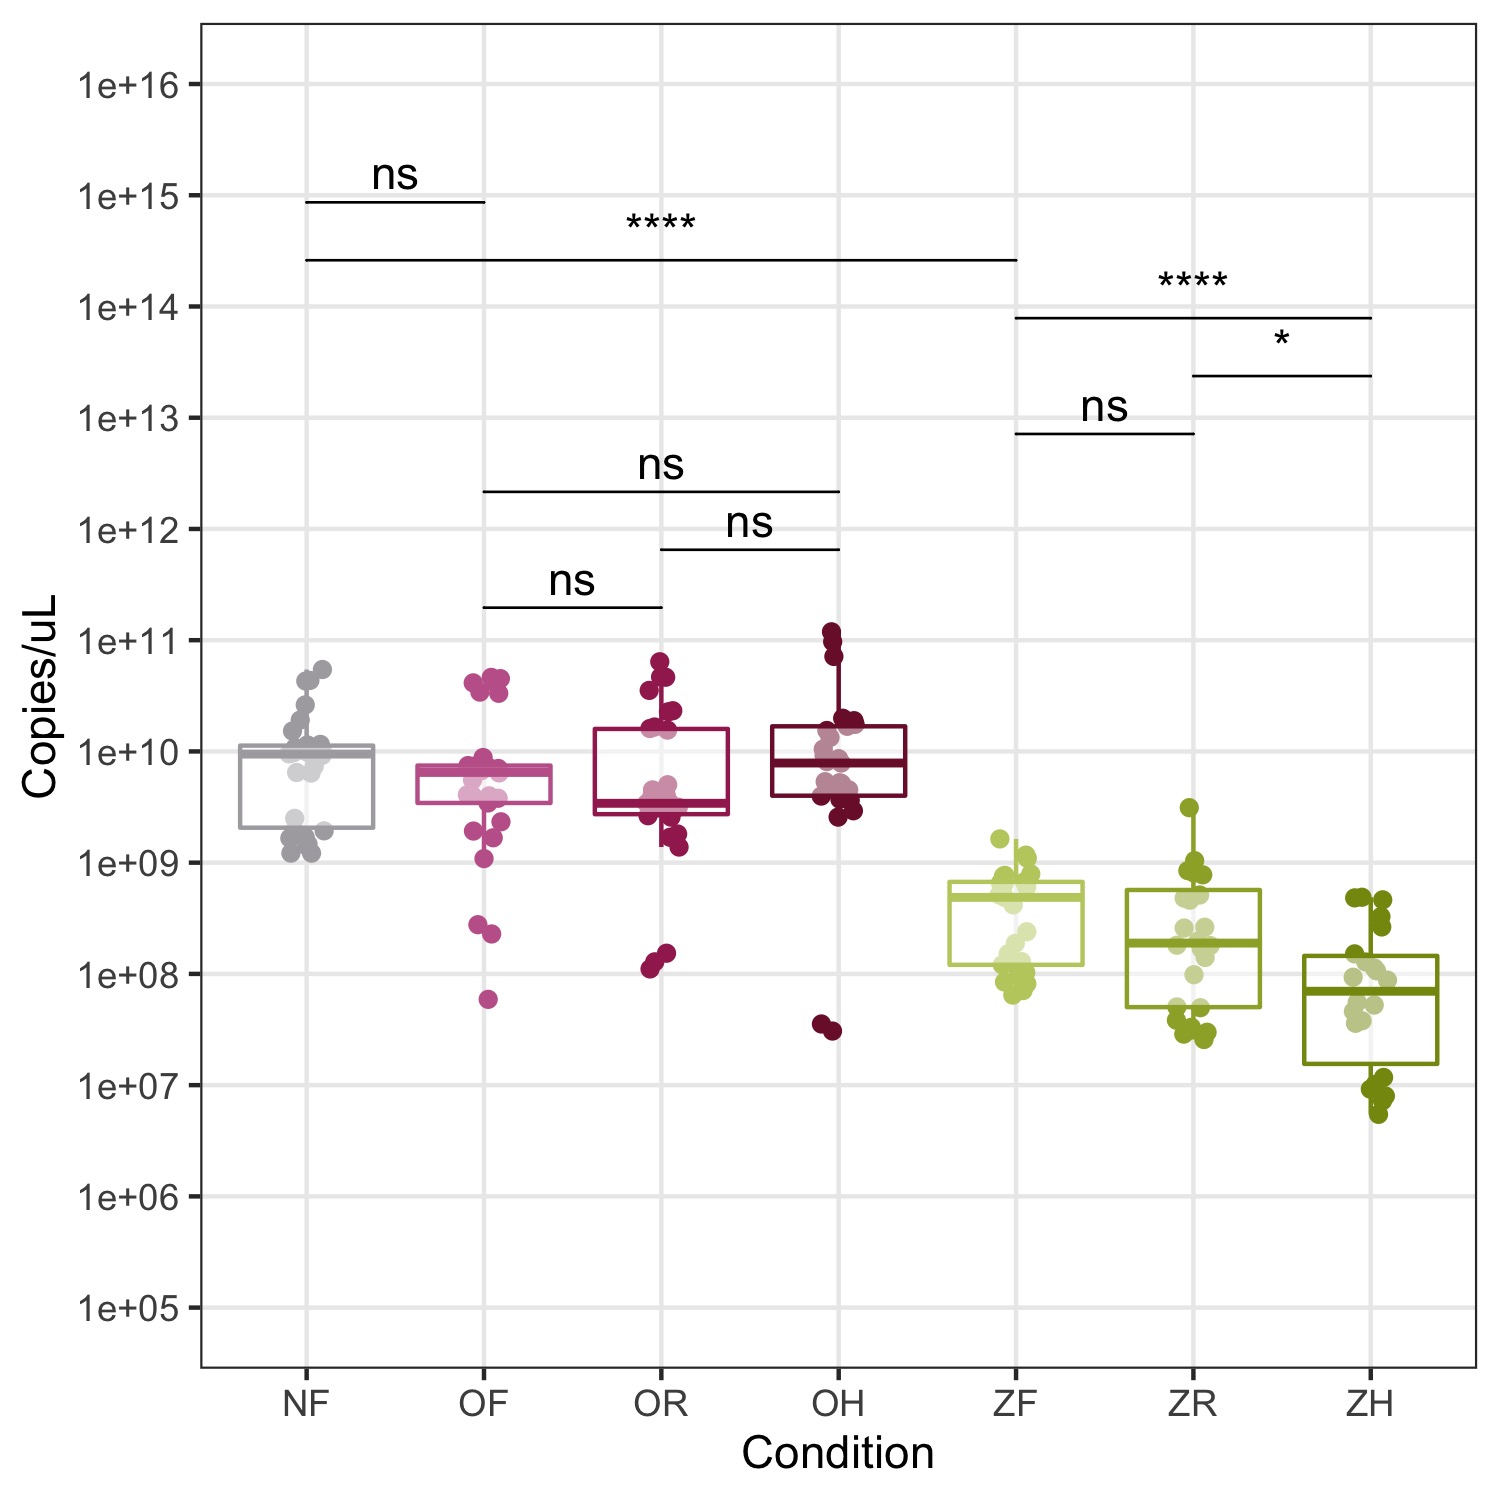 1e+16
ns
1e+15
****
****
1e+14
*
ns
1e+13
ns
ns
1e+12
ns
1e+11
Copies/uL
1e+10
1e+09
1e+08
1e+07
1e+06
1e+05
NF OF OR OH ZF ZR ZH
Condition